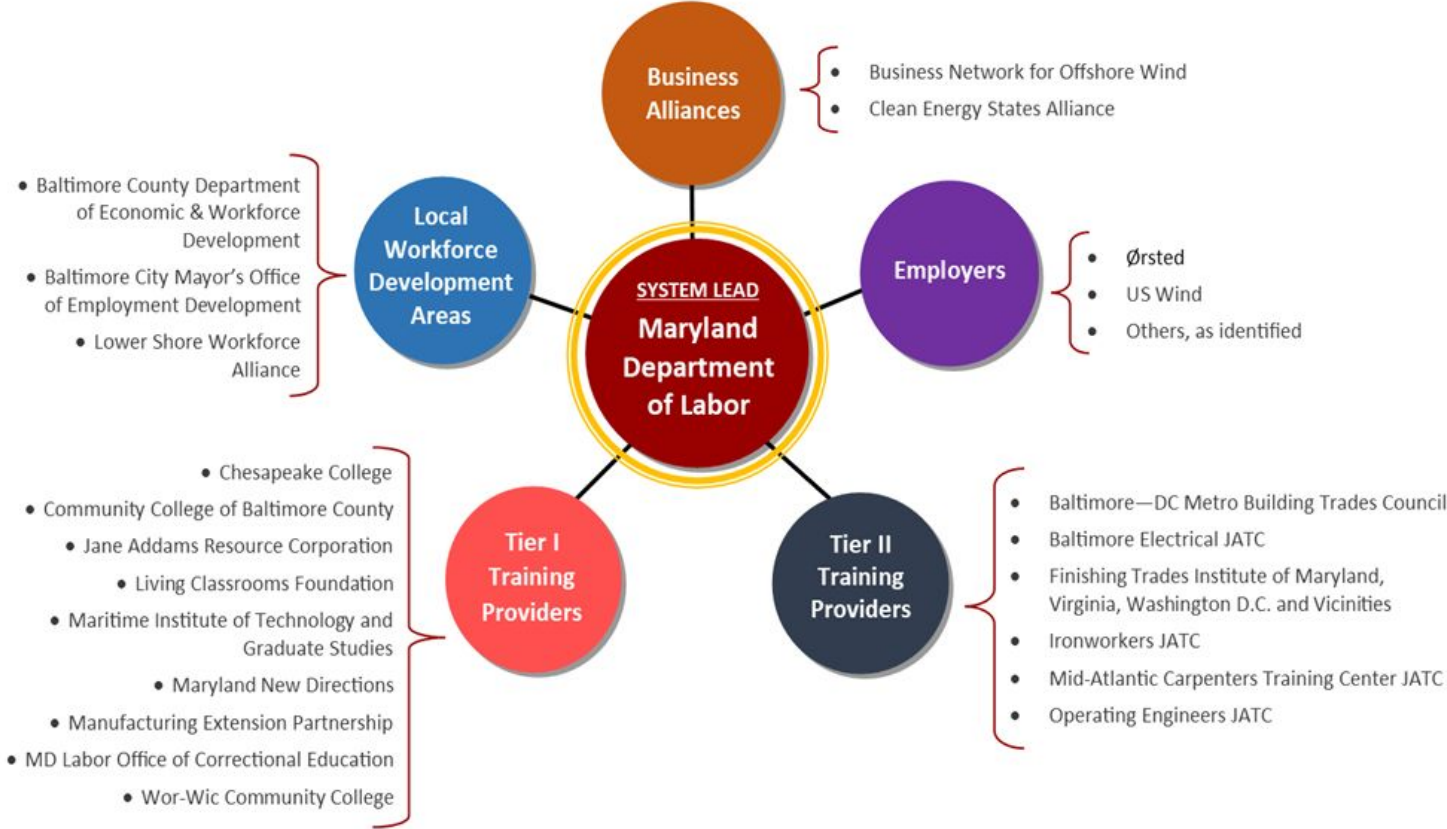 Business
Alliances
• Business Network for Offshore Wind
• Clean Energy States Alliance
• Baltimore County Department
of Economic & Workforce
Development
• Baltimore City Mayor's Office
of Employment Development
• Lower Shore Workforce
Alliance
Local
Workforce
Development
Areas
SYSTEM LEAD
Maryland
Department
of Labor
Employers
• Ørsted
• US Wind
• Others, as identified
• Chesapeake College
• Community College of Baltimore County
• Jane Addams Resource Corporation
• Living Classrooms Foundation
• Maritime Institute of Technology and
Graduate Studies
• Maryland New Directions
• Manufacturing Extension Partnership
• MD Labor Office of Correctional Education
• Wor-Wic Community College
Tier I
Training
Providers
Tier II
Training
Providers
• Baltimore—DC Metro Building Trades Council
• Baltimore Electrical JATC
• Finishing Trades Institute of Maryland,
Virginia, Washington D.C. and Vicinities
• Ironworkers JATC
• Mid-Atlantic Carpenters Training Center JATC
• Operating Engineers JATC